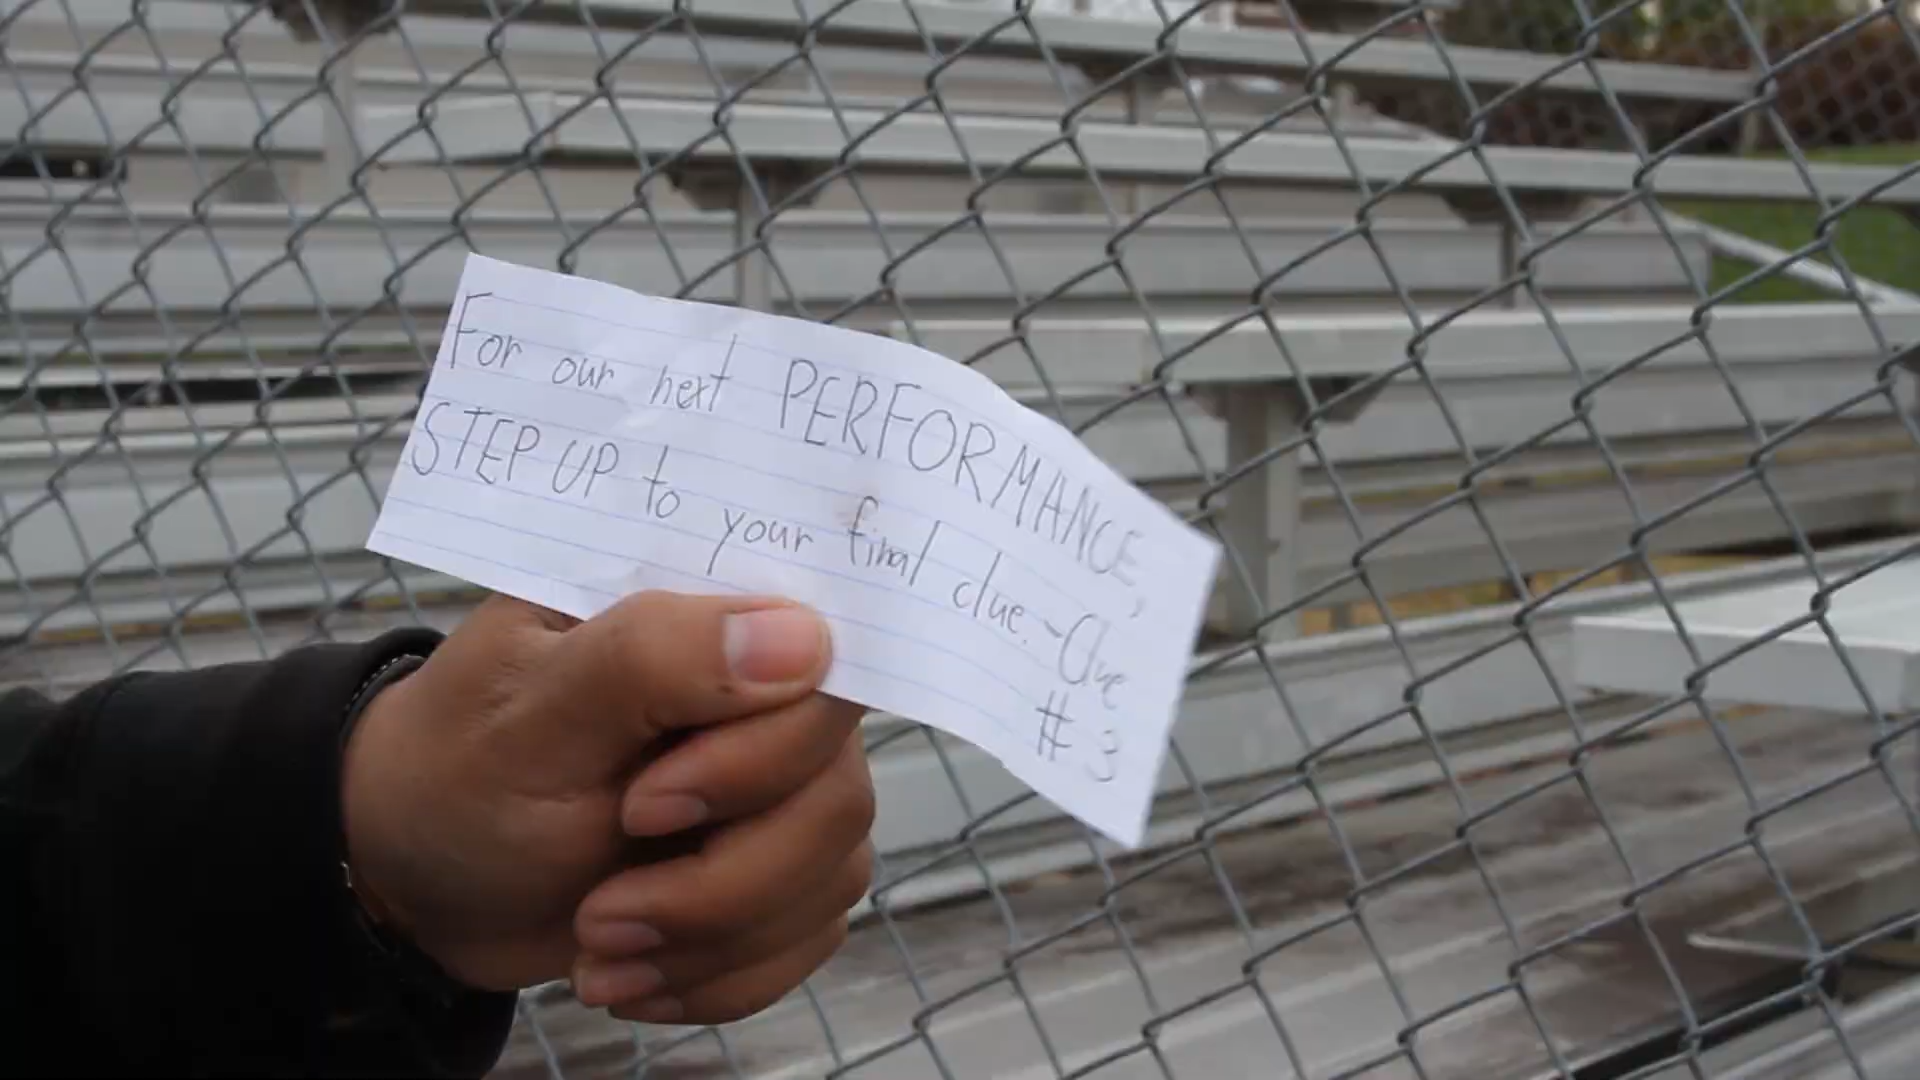 For our next PERFORMANCE,
STEP UP to your final clue. -Clue
# 3